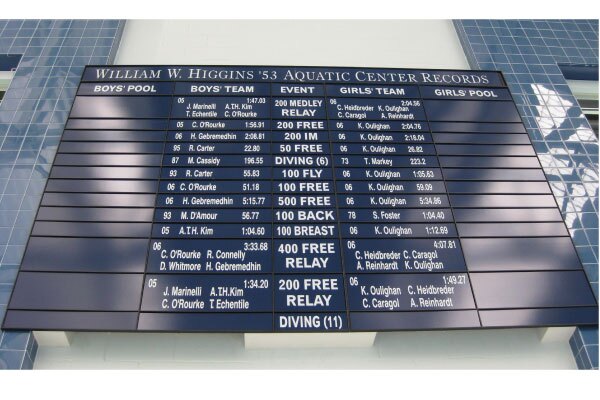 WILLIAM W. HIGGINS '53 AQUATIC CENTER RECORDS
BOYS' POOL BOYS' TEAM EVENT GIRLS' TEAM GIRLS' POOL
05 1:47.03 200 MEDLEY 06 2:04.56
J. Marinelli A.TH. Kim RELAY C. Heidbreder K. Oulighan
T. Echentile C. O'Rourke C. Caragol A. Reinhardt
05 C. O'Rourke 1:56.91 200 FREE 06 K. Oulighan 2:04.76
06 H. Gebremedhin 2:08.81 200 IM 06 K. Oulighan 2:18.04
95 R. Carter 22.80 50 FREE 06 K. Oulighan 26.82
87 M. Cassidy 196.55 DIVING (6) 73 T. Markey 223.2
93 R. Carter 55.83 100 FLY 06 K. Oulighan 1:05.63
06 C. O'Rourke 51.18 100 FREE 06 K. Oulighan 59.09
06 H. Gebremedhin 5:15.77 500 FREE 06 K. Oulighan 5:34.86
93 M. D'Amour 56.77 100 BACK 78 S. Foster 1:04.40
05 A.T.H. Kim 1:04.60 100 BREAST 06 K. Oulighan 1:12.69
06 3:33.68 400 FREE 06 4:07.81
C. O'Rourke R. Connelly RELAY C. Heidbreder C. Caragol
D. Whitmore H. Gebremedhin A. Reinhardt K. Oulighan
05 1:34.20 200 FREE 06 1:49.27
J. Marinelli A.T.H. Kim RELAY K. Oulighan C. Heidbreder
C. O'Rourke T. Echentile C. Caragol A. Reinhardt
DIVING (11)